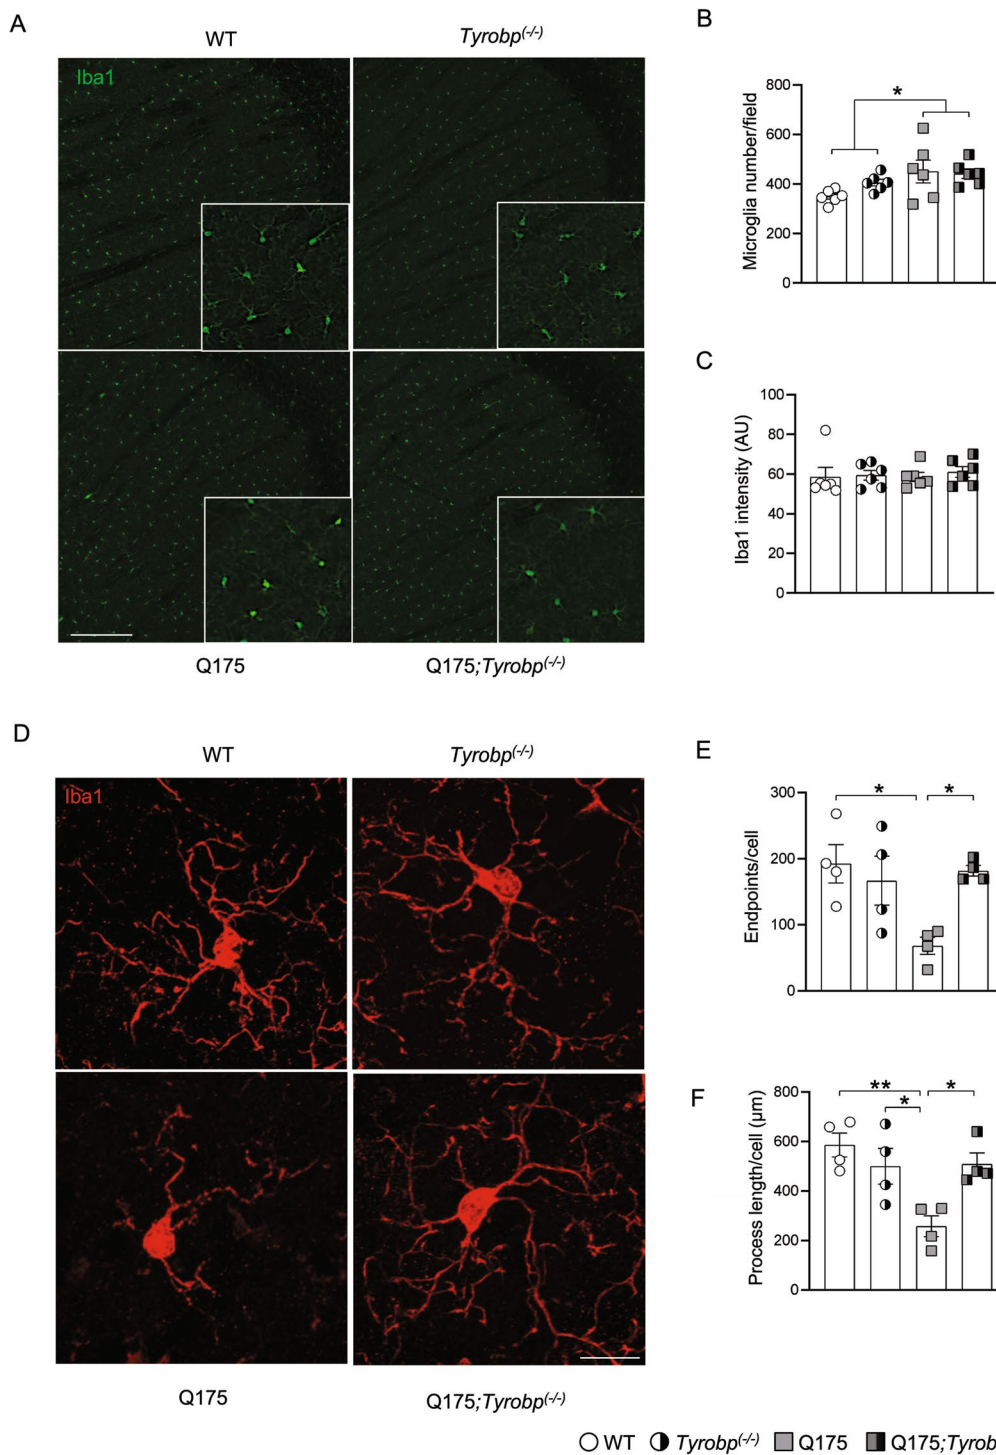 A
WT
Tyrobp(-/-)
Iba1
Q175
Q175;Tyrobp(-/-)
B
Microglia number/field
800
600
400
200
0
*
C
Iba1 intensity (AU)
100
80
60
40
20
0
D
WT
Tyrobp(-/-)
Iba1
Q175
Q175;Tyrobp(-/-)
E
Endpoints/cell
300
200
100
0
* *
F
Process length/cell (µm)
800
600
400
200
0
** * *
WT Tyrobp(-/-) Q175 Q175;Tyrob